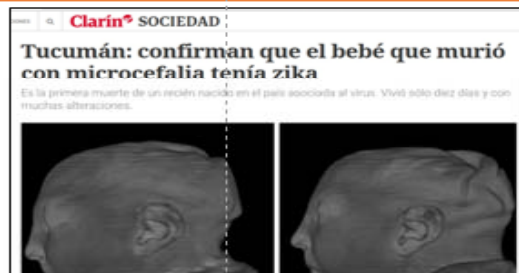 Clarín SOCIEDAD
Tucumán: confirman que el bebé que murió
con microcefalia tenía zika
Es la primera muerte de un recién nacido en el país asociada al virus. Vivió sólo diez días y con
muchas alteraciones.